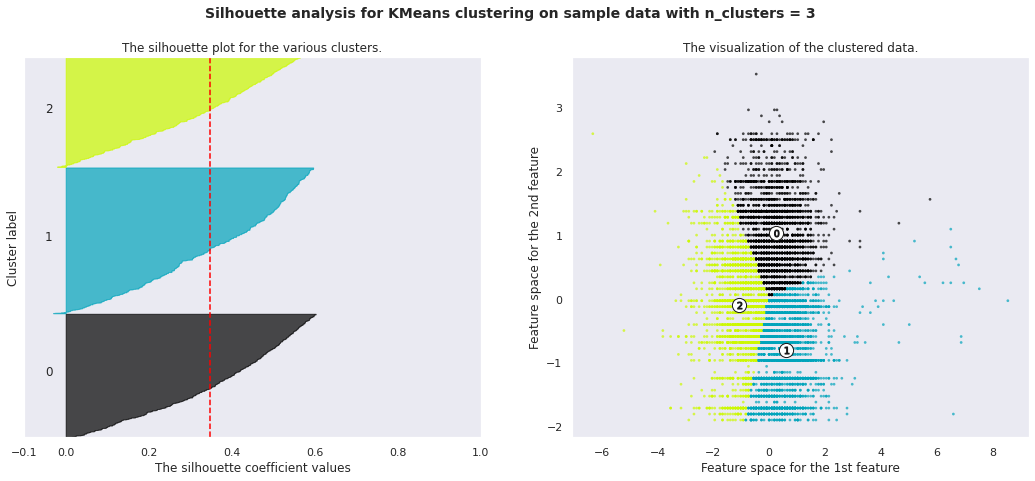 Silhouette analysis for KMeans clustering on sample data with n_clusters = 3
The silhouette plot for the various clusters.
Cluster label
2
1
0
−0.1 0.0 0.2 0.4 0.6 0.8 1.0
The silhouette coefficient values
The visualization of the clustered data.
Feature space for the 2nd feature
3
2
1
0
−1
−2
0
2
1
−6 −4 −2 0 2 4 6 8
Feature space for the 1st feature